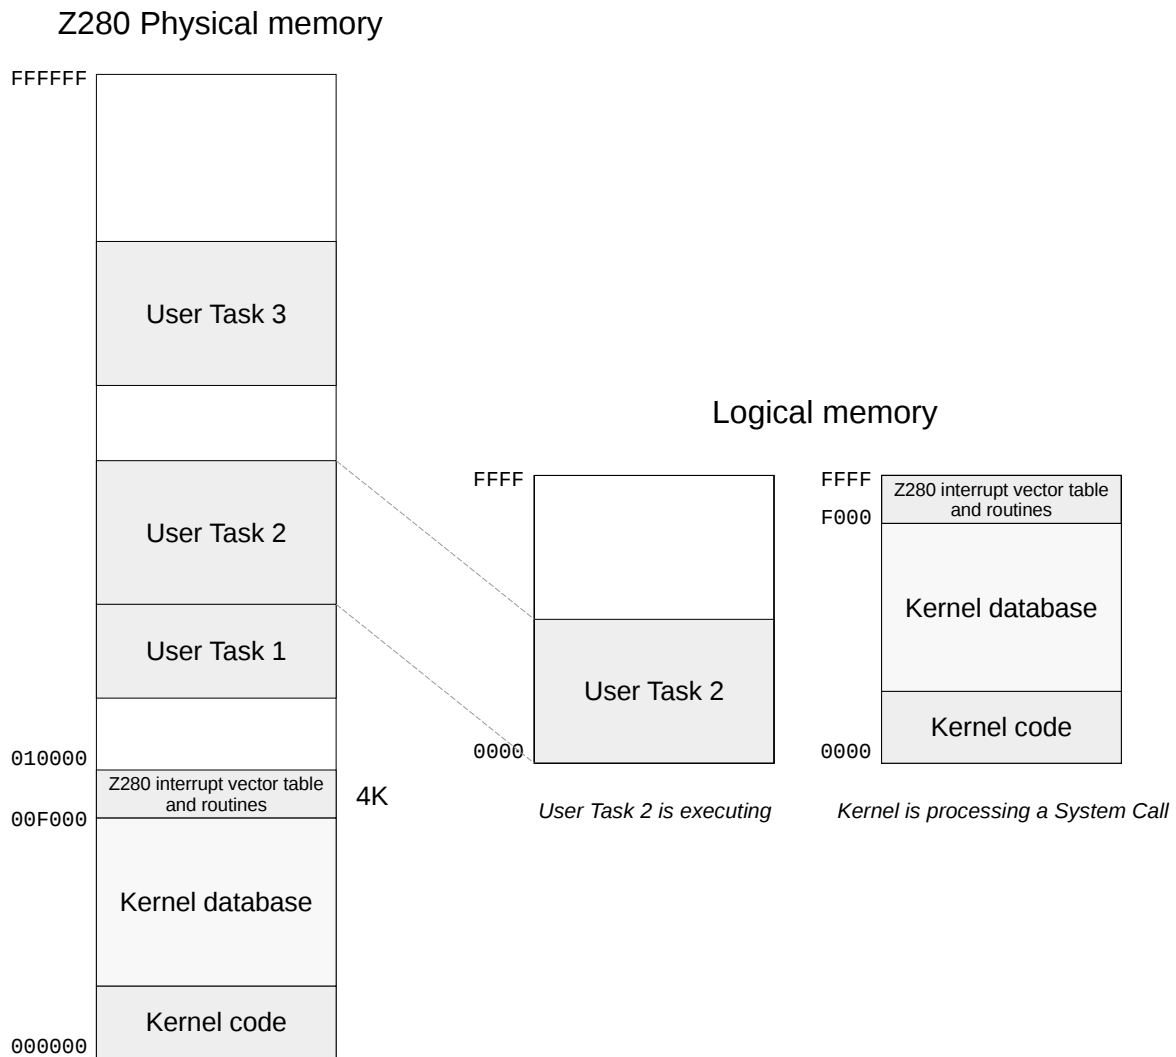 Z280 Physical memory
FFFFFF
User Task 3
User Task 2
User Task 1
010000
Z280 interrupt vector table
and routines
4K
00F000
Kernel database
Kernel code
000000
Logical memory
FFFF
User Task 2
0000
User Task 2 is executing
FFFF
Z280 interrupt vector table
and routines
F000
Kernel database
Kernel code
0000
Kernel is processing a System Call